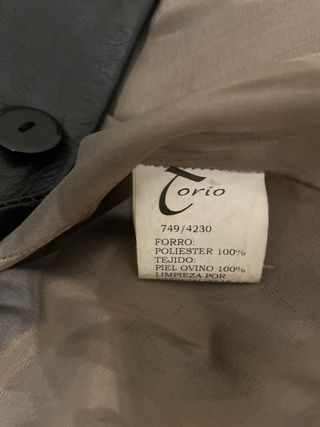 Torio
749/4230
FORRO:
POLIESTER 100%
TEJIDO:
PIEL OVINO 100%
LIMPIEZA POR